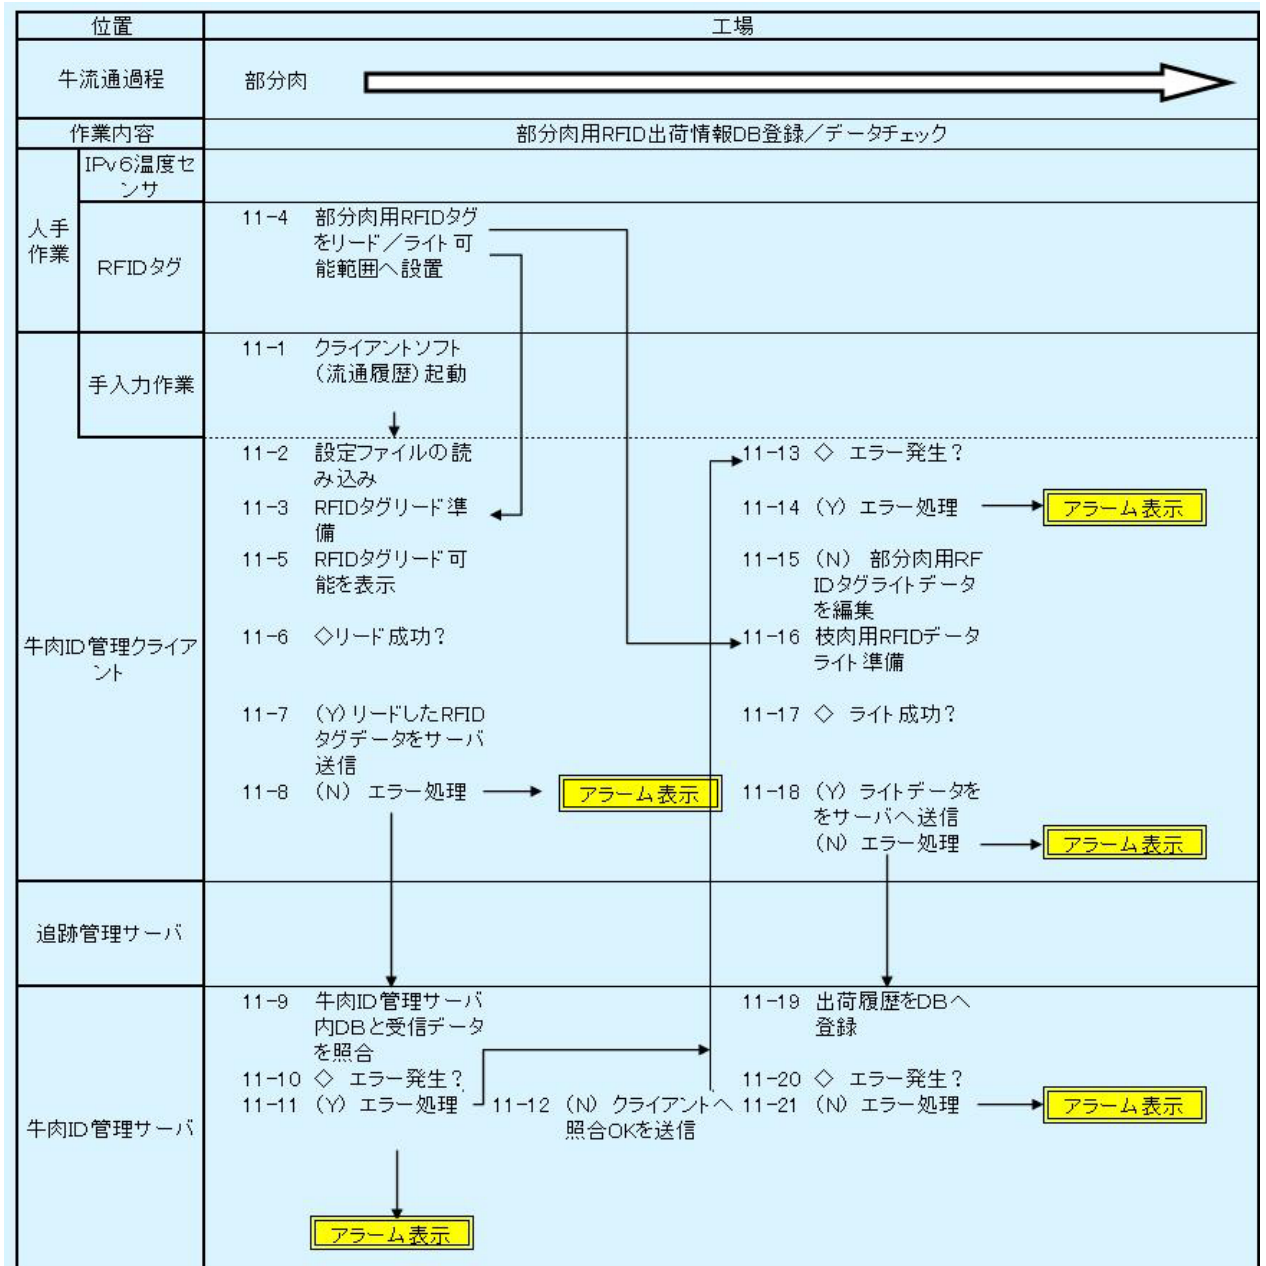 位置
工場
牛流通過程
部分肉
作業内容
部分肉用RFID出荷情報DB登録／データチェック
人手
作業
IPv6温度セ
ンサ
RFIDタグ
11-4 部分肉用RFIDタグ
をリード／ライト可
能範囲へ設置
手入力作業
11-1 クライアントソフト
（流通履歴）起動
牛肉ID管理クライア
ント
11-2 設定ファイルの読
み込み
11-3 RFIDタグリード準
備
11-5 RFIDタグリード可
能を表示
11-6 ◇リード成功？
11-7 （Y）リードしたRFID
タグデータをサーバ
送信
11-8 （N） エラー処理
アラーム表示
11-13 ◇ エラー発生？
11-14 （Y） エラー処理
アラーム表示
11-15 （N） 部分肉用RF
IDタグライトデータ
を編集
11-16 枝肉用RFIDデータ
ライト準備
11-17 ◇ ライト成功？
11-18 （Y） ライトデータを
をサーバへ送信
（N） エラー処理
アラーム表示
追跡管理サーバ
牛肉ID管理サーバ
11-9 牛肉ID管理サーバ
内DBと受信データ
を照合
11-10 ◇ エラー発生？
11-11 （Y） エラー処理
アラーム表示
11-12 （N） クライアントへ
照合OKを送信
11-19 出荷履歴をDBへ
登録
11-20 ◇ エラー発生？
11-21 （N） エラー処理
アラーム表示